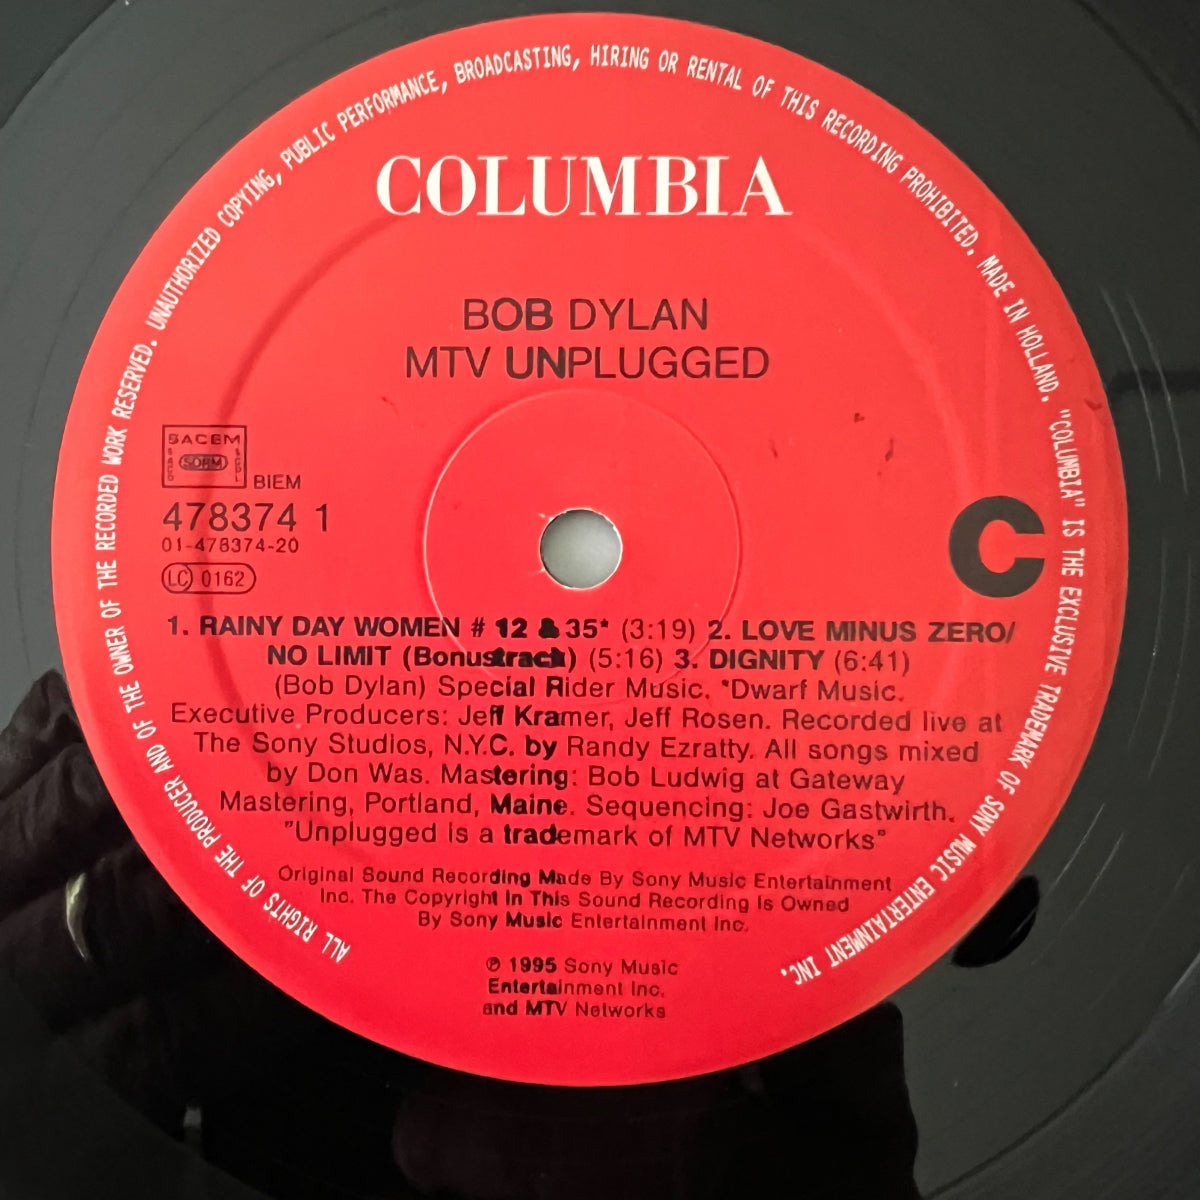 ALL RIGHTS OF THE PRODUCER AND OF THE OWNER OF THE RECORDED WORK RESERVED. UNAUTHORIZED COPYING, PUBLIC PERFORMANCE, BROADCASTING, HIRING OR RENTAL OF THIS RECORDING PROHIBITED. MADE IN HOLLAND. "COLUMBIA" IS THE EXCLUSIVE TRADEMARK OF SONY MUSIC ENTERTAINMENT INC.
COLUMBIA
BOB DYLAN
MTV UNPLUGGED
SACEM
SDRM
BIEM
478374 1
01-478374-20
LC 0162
C
1. RAINY DAY WOMEN # 12 & 35* (3:19) 2. LOVE MINUS ZERO/
NO LIMIT (Bonustrack) (5:16) 3. DIGNITY (6:41)
(Bob Dylan) Special Rider Music. *Dwarf Music.
Executive Producers: Jeff Kramer, Jeff Rosen. Recorded live at
The Sony Studios, N.Y.C. by Randy Ezratty. All songs mixed
by Don Was. Mastering: Bob Ludwig at Gateway
Mastering, Portland, Maine. Sequencing: Joe Gastwirth.
"Unplugged is a trademark of MTV Networks"
Original Sound Recording Made By Sony Music Entertainment
Inc. The Copyright In This Sound Recording Is Owned
By Sony Music Entertainment Inc.
℗ 1995 Sony Music
Entertainment Inc.
and MTV Networks